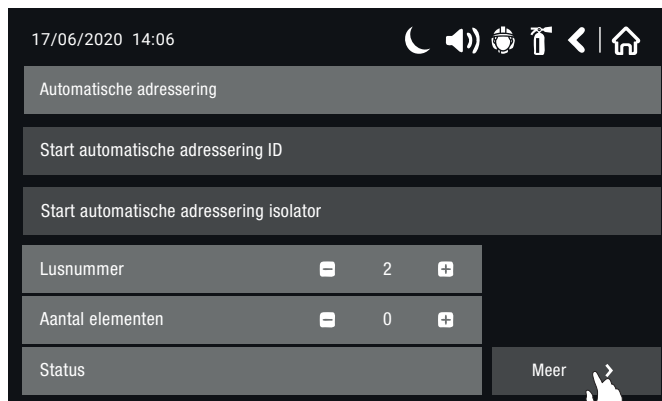 17/06/2020 14:06
Automatische adressering
Start automatische adressering ID
Start automatische adressering isolator
Lusnummer 2
Aantal elementen 0
Status Meer